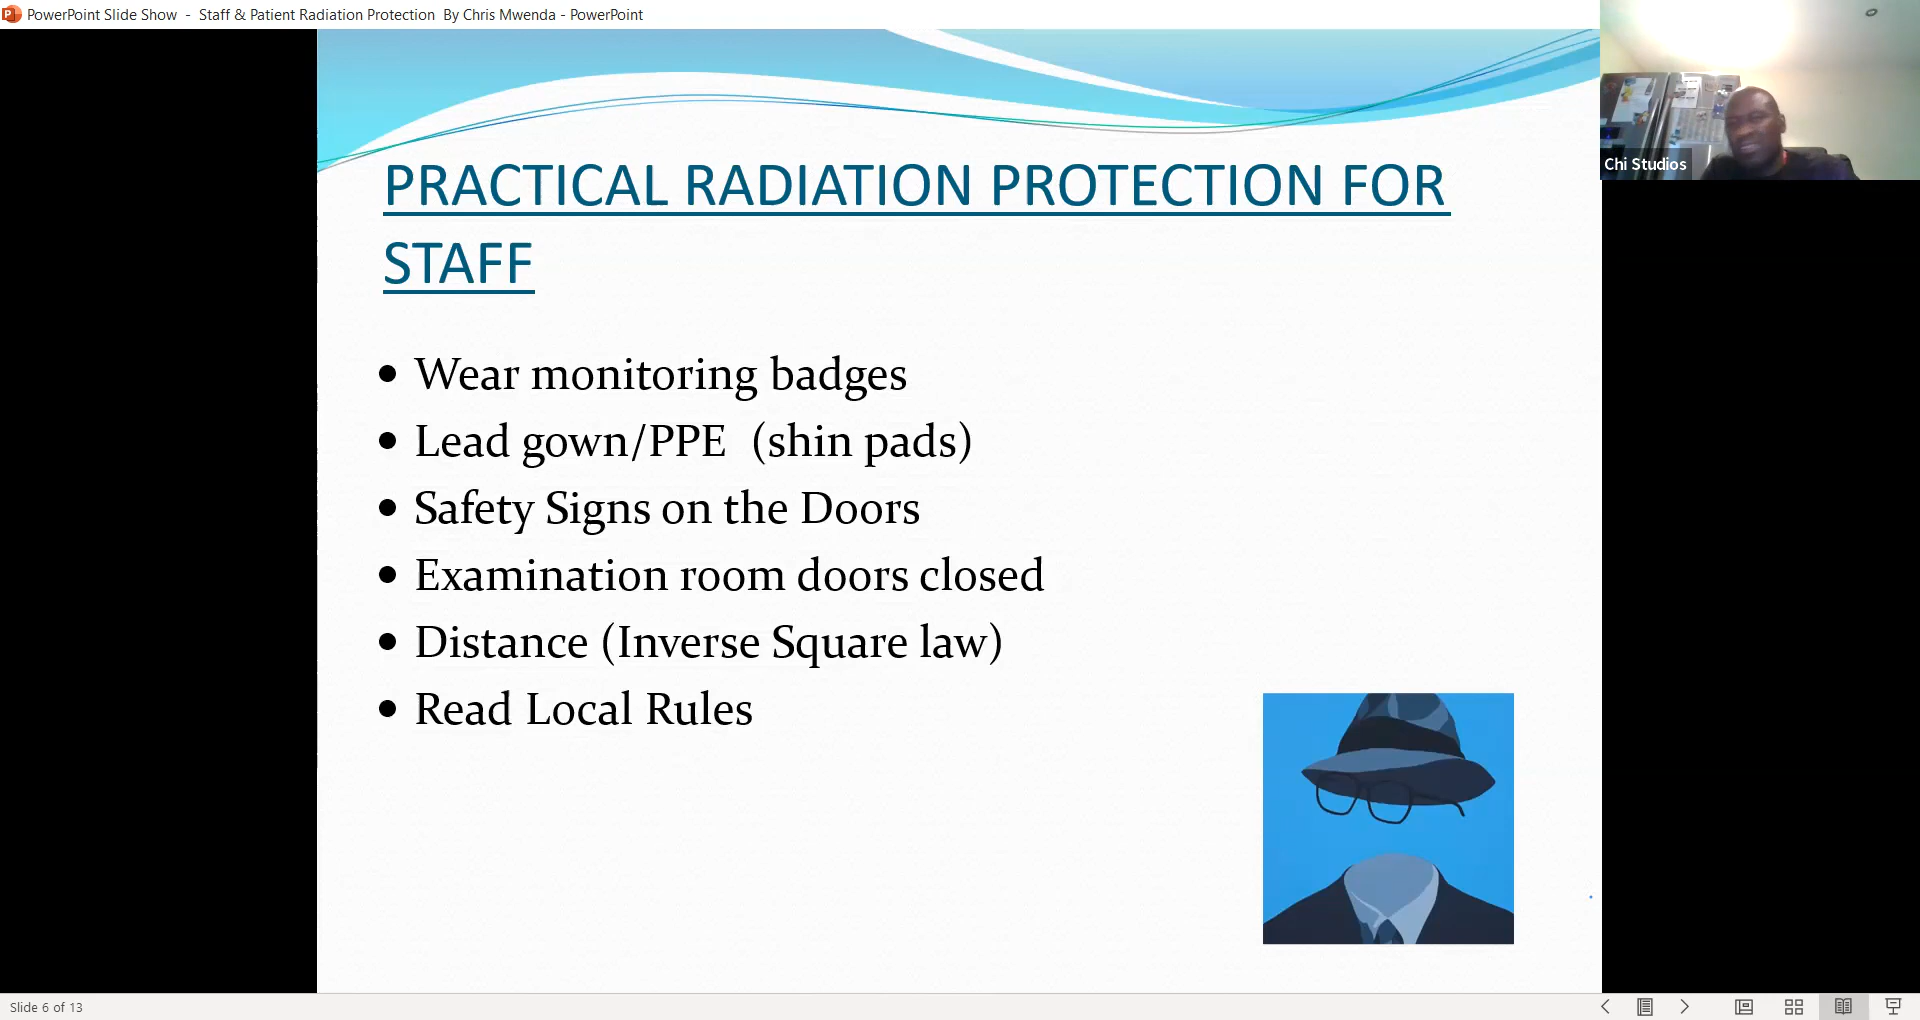 PowerPoint Slide Show - Staff & Patient Radiation Protection By Chris Mwenda - PowerPoint
Chi Studios
PRACTICAL RADIATION PROTECTION FOR
STAFF
• Wear monitoring badges
• Lead gown/PPE (shin pads)
• Safety Signs on the Doors
• Examination room doors closed
• Distance (Inverse Square law)
• Read Local Rules
Slide 6 of 13